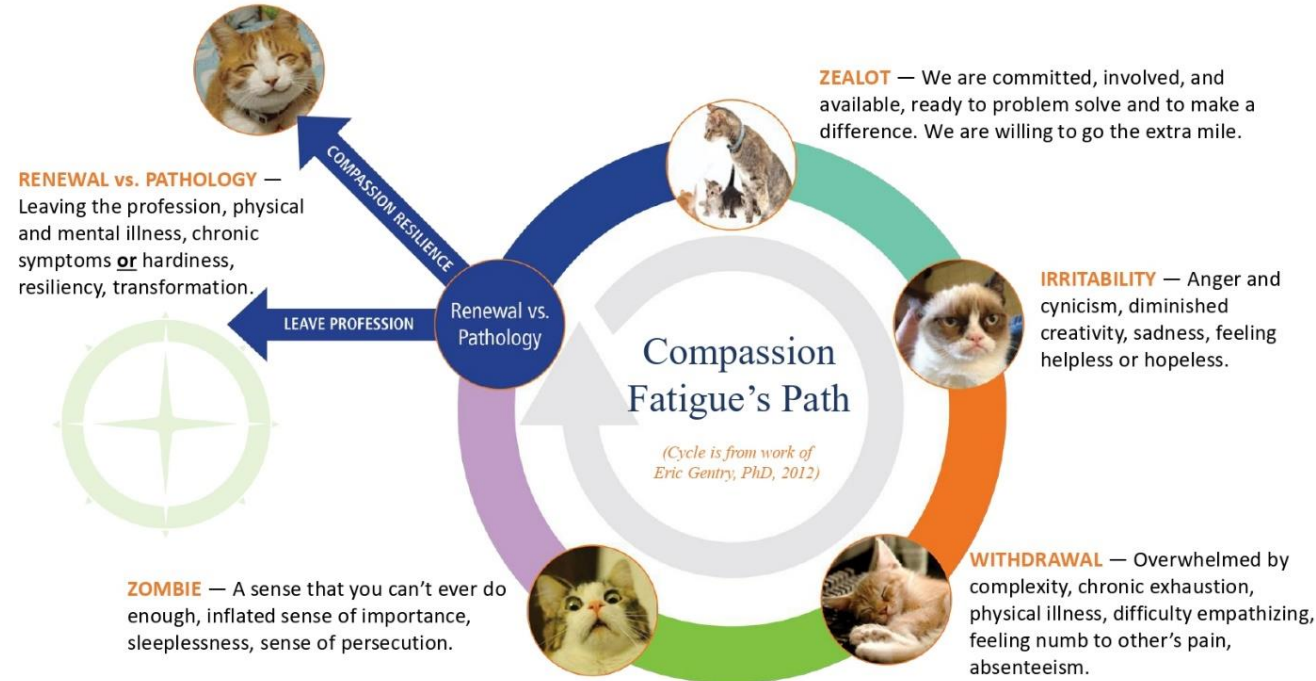 ZEALOT — We are committed, involved, and
available, ready to problem solve and to make a
difference. We are willing to go the extra mile.
COMPASSION RESILIENCE
RENEWAL vs. PATHOLOGY —
Leaving the profession, physical
and mental illness, chronic
symptoms or hardiness,
resiliency, transformation.
LEAVE PROFESSION
Renewal vs.
Pathology
IRRITABILITY — Anger and
cynicism, diminished
creativity, sadness, feeling
helpless or hopeless.
Compassion
Fatigue’s Path
(Cycle is from work of
Eric Gentry, PhD, 2012)
WITHDRAWAL — Overwhelmed by
complexity, chronic exhaustion,
physical illness, difficulty empathizing,
feeling numb to other’s pain,
absenteeism.
ZOMBIE — A sense that you can’t ever do
enough, inflated sense of importance,
sleeplessness, sense of persecution.